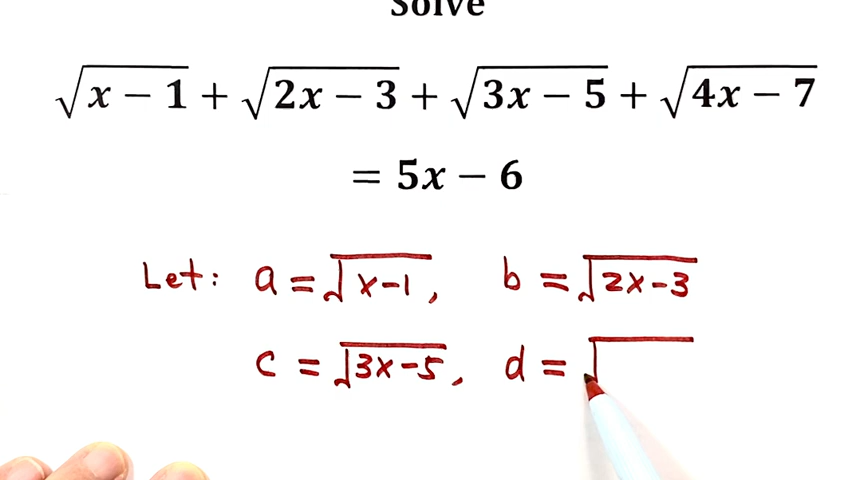 Solve
√(x − 1) + √(2x − 3) + √(3x − 5) + √(4x − 7)
= 5x − 6
Let: a = √(x-1), b = √(2x-3)
c = √(3x-5), d = √